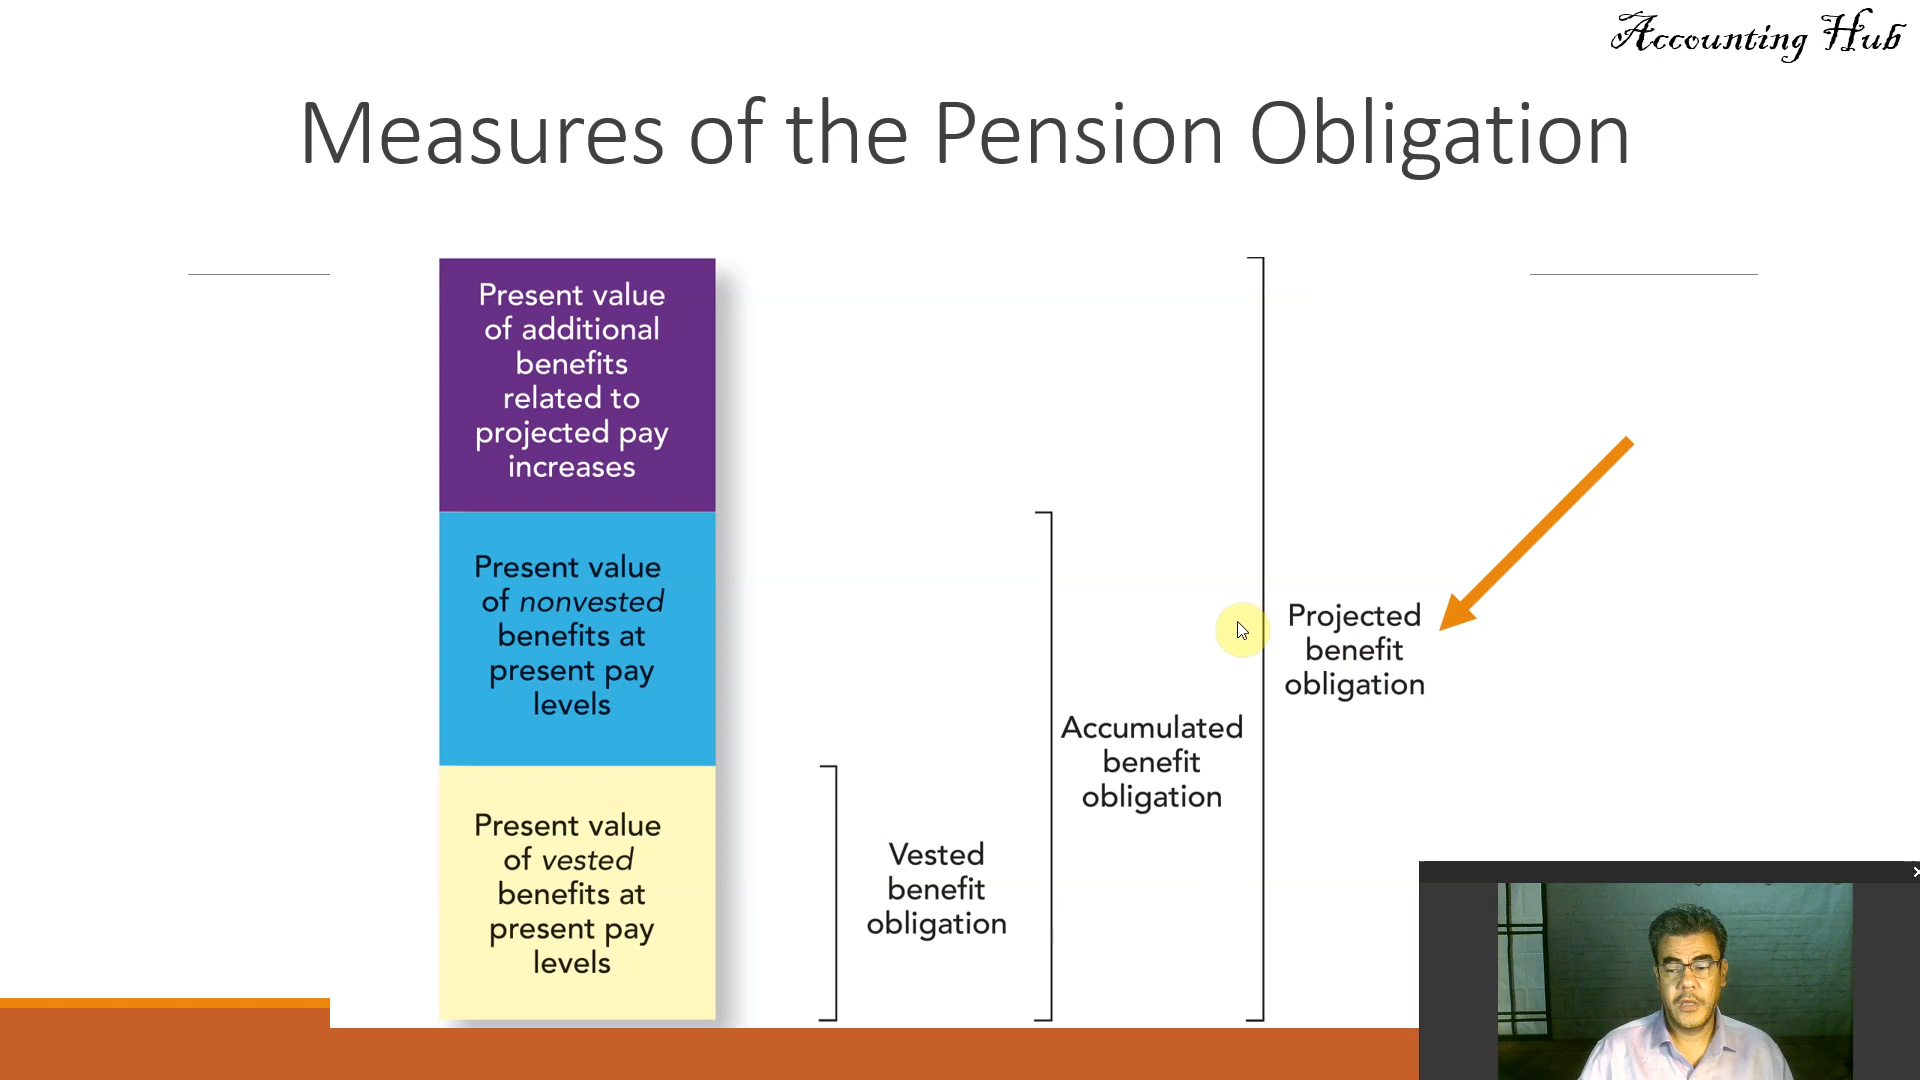 Accounting Hub
Measures of the Pension Obligation
Present value
of additional
benefits
related to
projected pay
increases
Present value
of nonvested
benefits at
present pay
levels
Present value
of vested
benefits at
present pay
levels
Vested
benefit
obligation
Accumulated
benefit
obligation
Projected
benefit
obligation